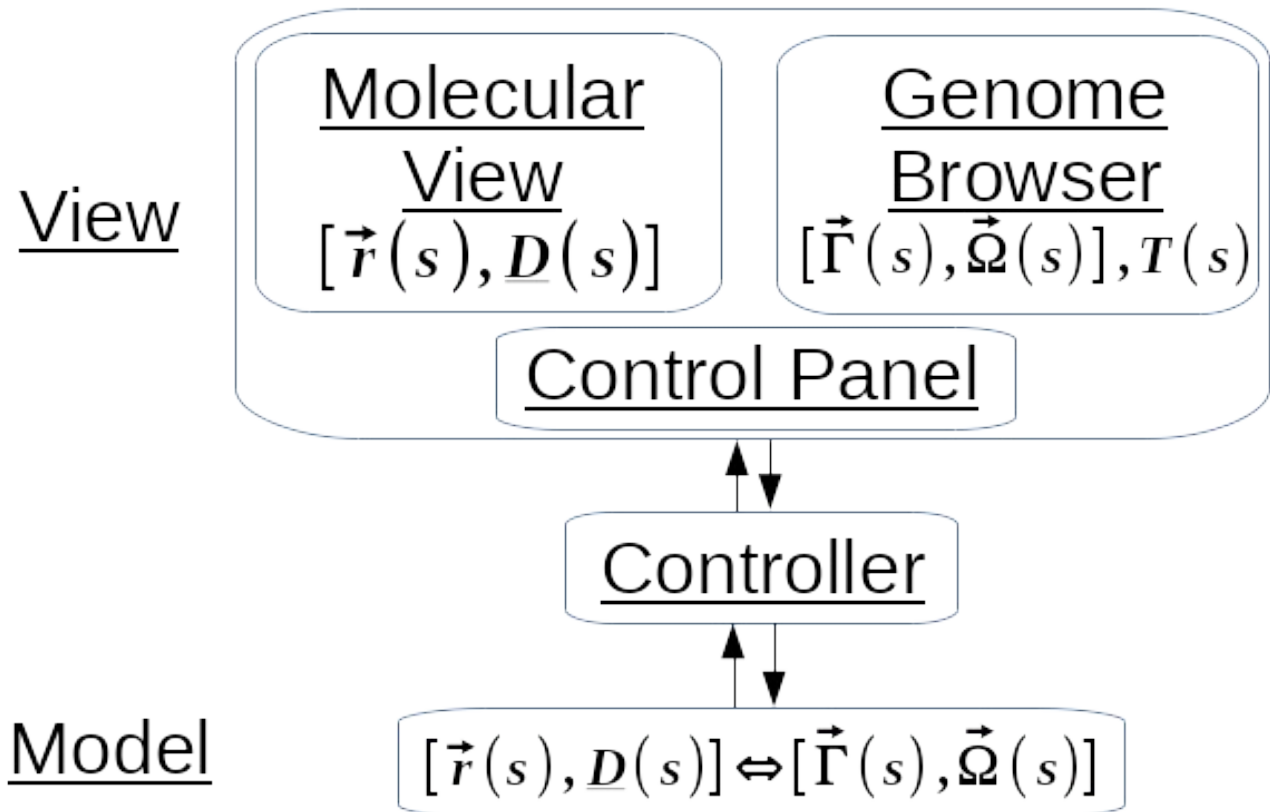 Molecular
View
[r⃗(s), D(s)]
Genome
Browser
[Γ⃗(s), Ω⃗(s)], T(s)
View
Control Panel
Controller
Model
[r⃗(s), D(s)] ⇔ [Γ⃗(s), Ω⃗(s)]